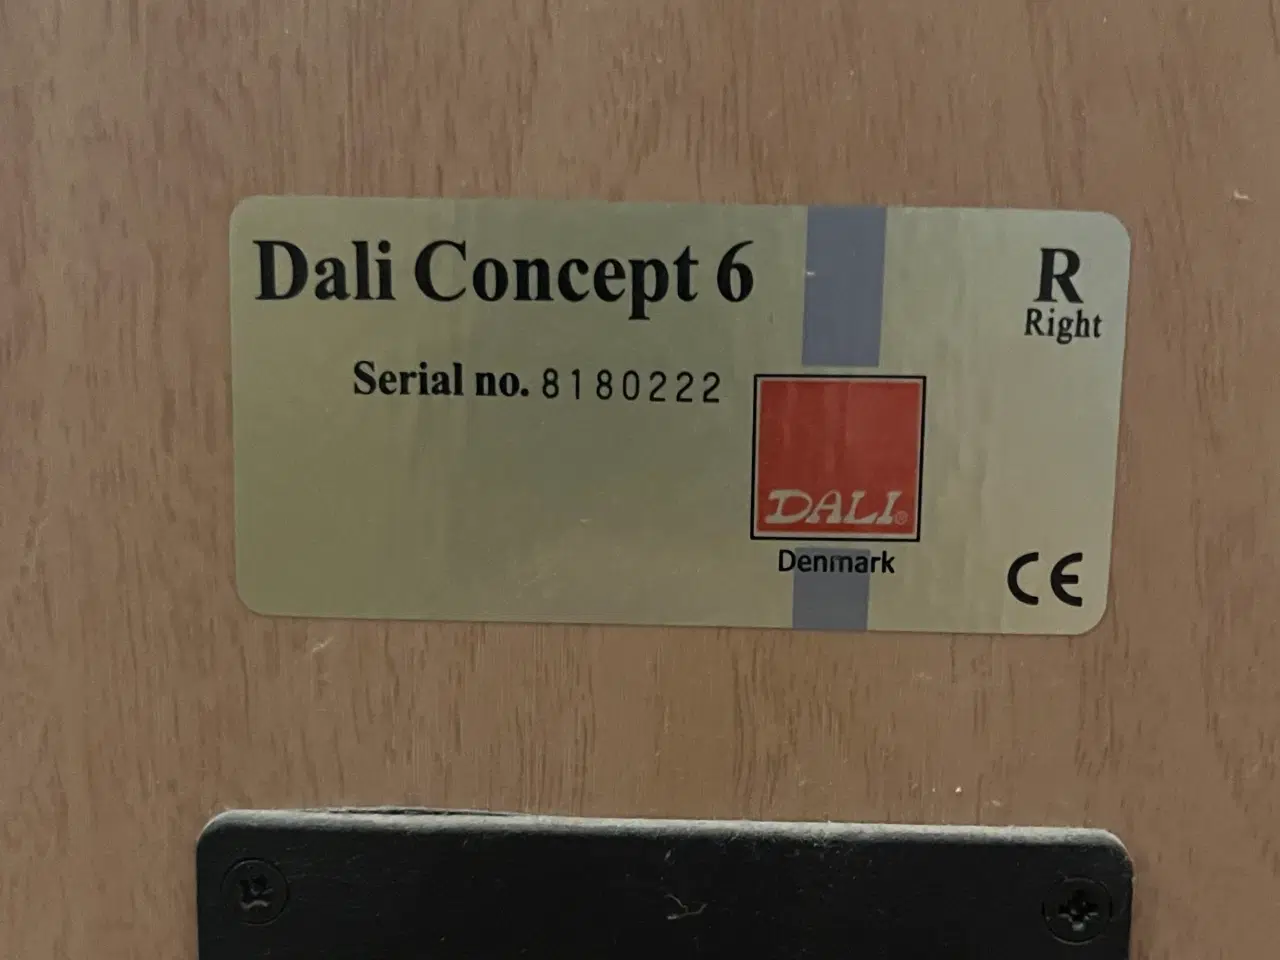 Dali Concept 6
R
Right
Serial no. 8180222
DALI®
Denmark
CE